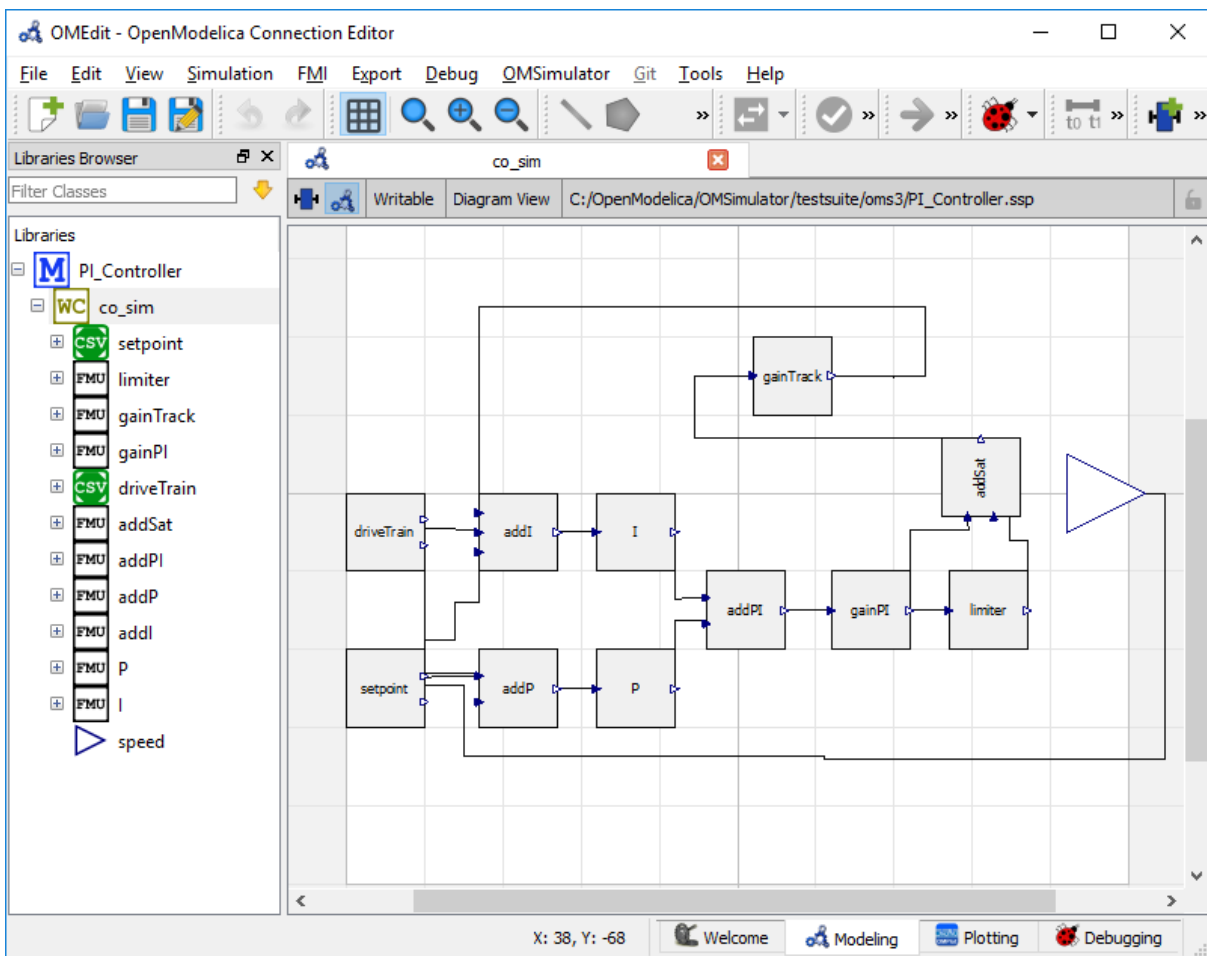 OMEdit - OpenModelica Connection Editor
File Edit View Simulation FMI Export Debug OMSimulator Git Tools Help
» » » t0 t1 » »
Libraries Browser
co_sim
Filter Classes
Writable Diagram View C:/OpenModelica/OMSimulator/testsuite/oms3/PI_Controller.ssp
Libraries
M PI_Controller
WC co_sim
CSV setpoint
FMU limiter
FMU gainTrack
FMU gainPI
CSV driveTrain
FMU addSat
FMU addPI
FMU addP
FMU addI
FMU P
FMU I
speed
gainTrack
addSat
driveTrain addI I
addPI gainPI limiter
setpoint addP P
X: 38, Y: -68 Welcome Modeling Plotting Debugging